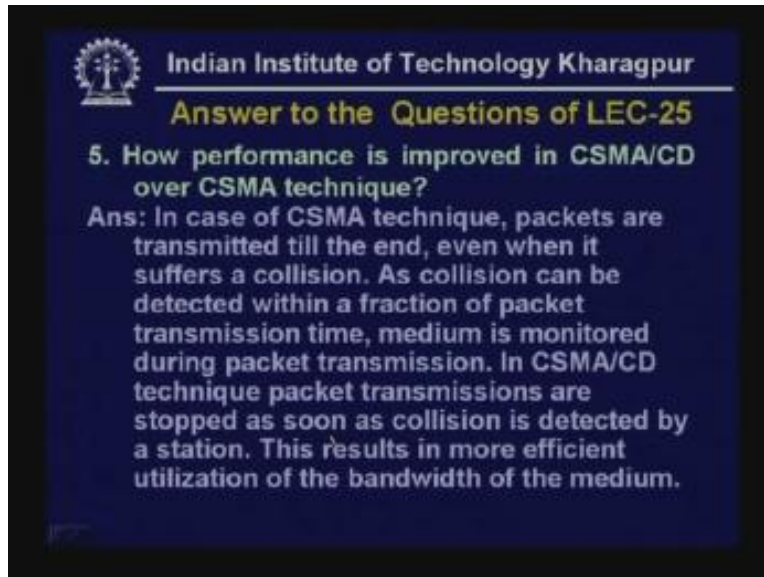 Indian Institute of Technology Kharagpur
Answer to the Questions of LEC-25
5. How performance is improved in CSMA/CD
over CSMA technique?
Ans: In case of CSMA technique, packets are
transmitted till the end, even when it
suffers a collision. As collision can be
detected within a fraction of packet
transmission time, medium is monitored
during packet transmission. In CSMA/CD
technique packet transmissions are
stopped as soon as collision is detected by
a station. This results in more efficient
utilization of the bandwidth of the medium.